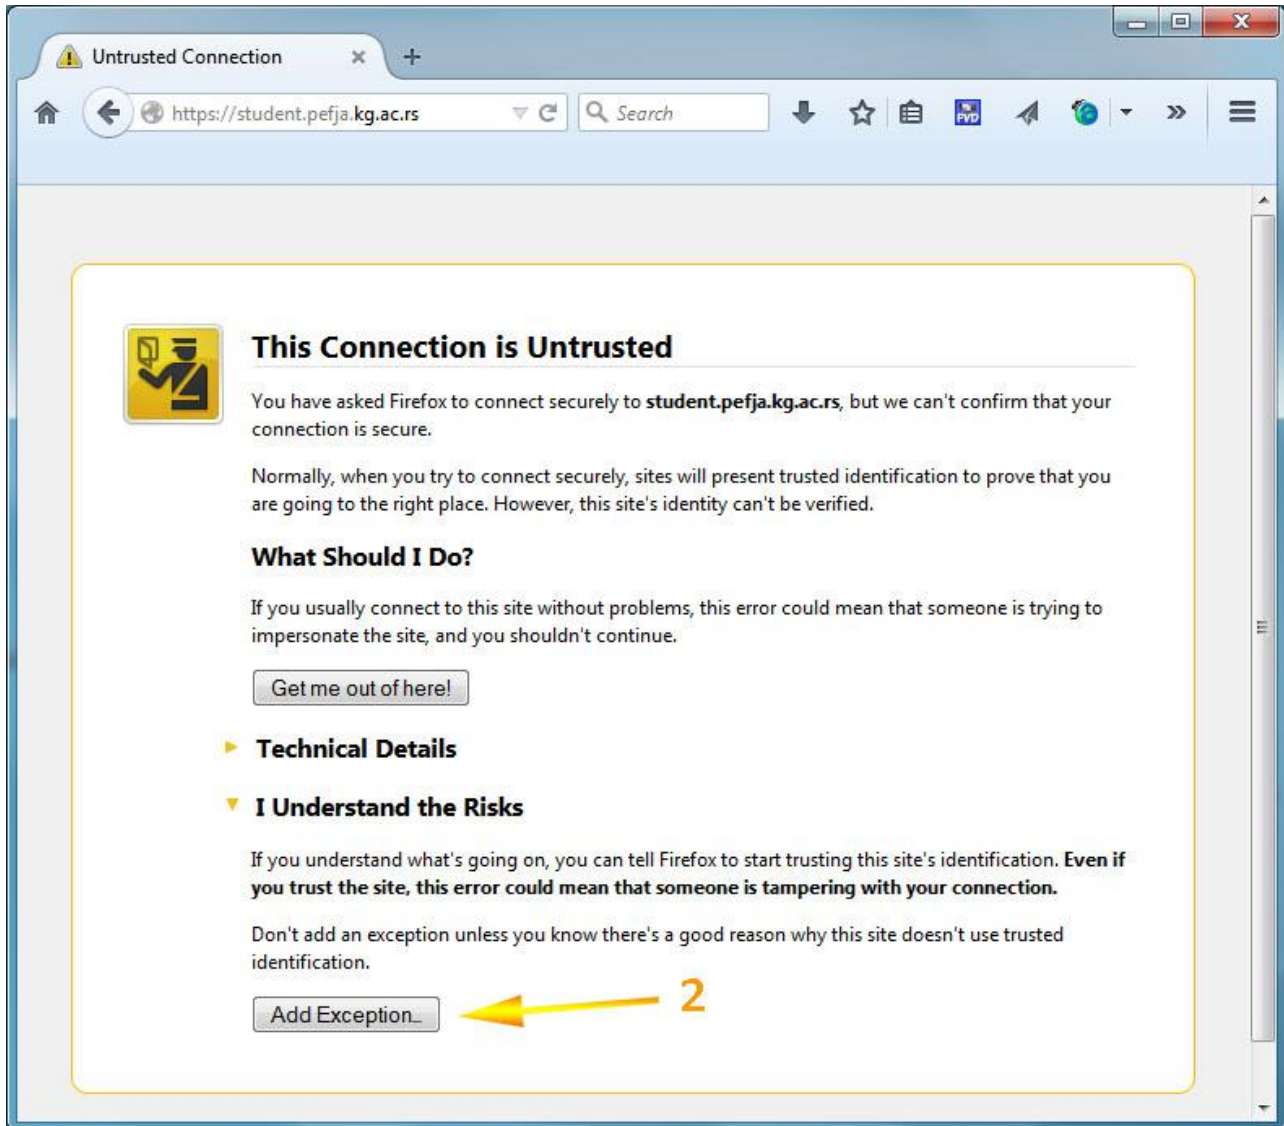 Untrusted Connection
https://student.pefja.kg.ac.rs
Search
PVD
This Connection is Untrusted
You have asked Firefox to connect securely to student.pefja.kg.ac.rs, but we can't confirm that your
connection is secure.
Normally, when you try to connect securely, sites will present trusted identification to prove that you
are going to the right place. However, this site's identity can't be verified.
What Should I Do?
If you usually connect to this site without problems, this error could mean that someone is trying to
impersonate the site, and you shouldn't continue.
Get me out of here!
Technical Details
I Understand the Risks
If you understand what's going on, you can tell Firefox to start trusting this site's identification. Even if
you trust the site, this error could mean that someone is tampering with your connection.
Don't add an exception unless you know there's a good reason why this site doesn't use trusted
identification.
Add Exception...
2